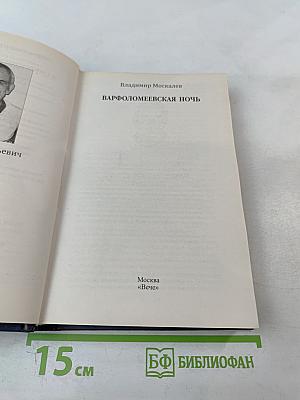 Владимир Москалев
ВАРФОЛОМЕЕВСКАЯ НОЧЬ
евич
Москва
«Вече»
15 см
БФ БИБЛИОФАН